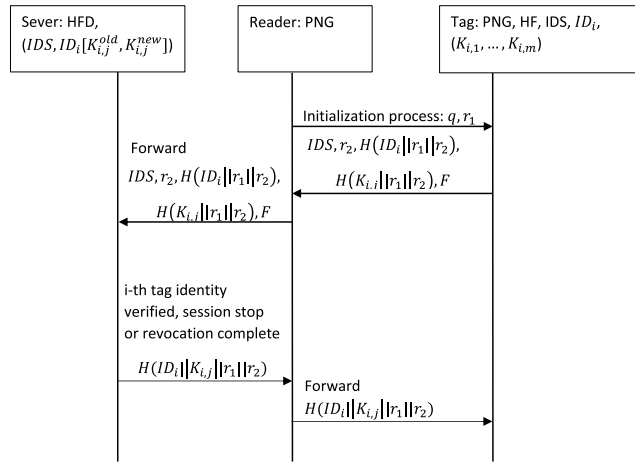 Sever: HFD,
(IDS, ID_i[K_{i,j}^{old}, K_{i,j}^{new}])
Reader: PNG
Tag: PNG, HF, IDS, ID_i,
(K_{i,1}, ..., K_{i,m})
Initialization process: q, r_1
IDS, r_2, H(ID_i||r_1||r_2),
H(K_{i.j}||r_1||r_2), F
Forward
IDS, r_2, H(ID_i||r_1||r_2),
H(K_{i.j}||r_1||r_2), F
i-th tag identity
verified, session stop
or revocation complete
H(ID_i||K_{i,j}||r_1||r_2)
Forward
H(ID_i||K_{i,j}||r_1||r_2)